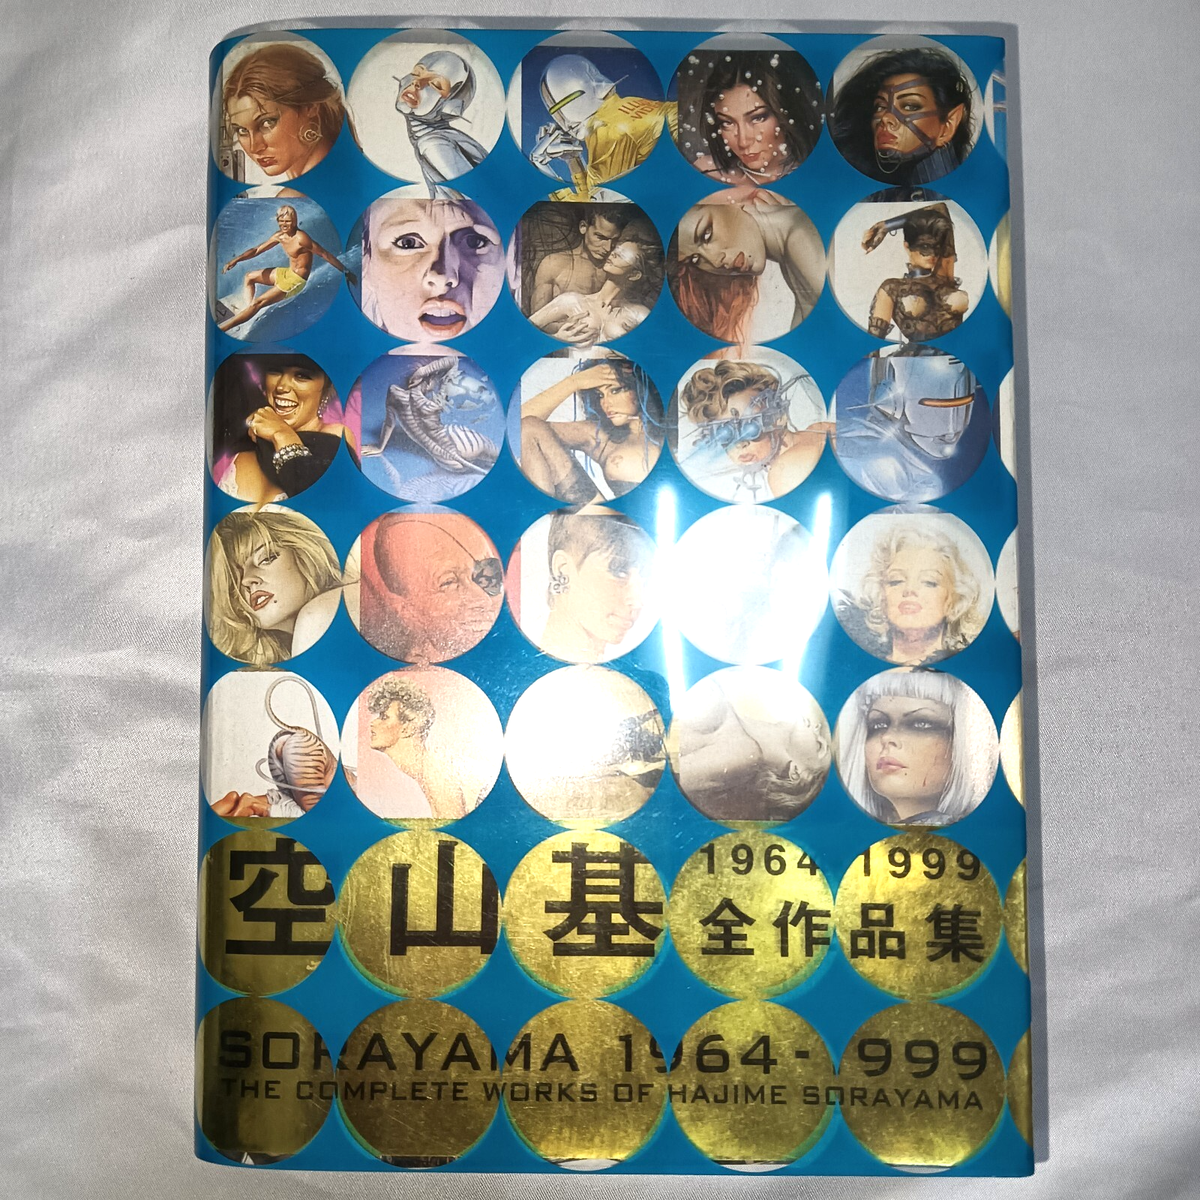 空山基
1964-1999
全作品集
SORAYAMA 1964-1999
THE COMPLETE WORKS OF HAJIME SORAYAMA